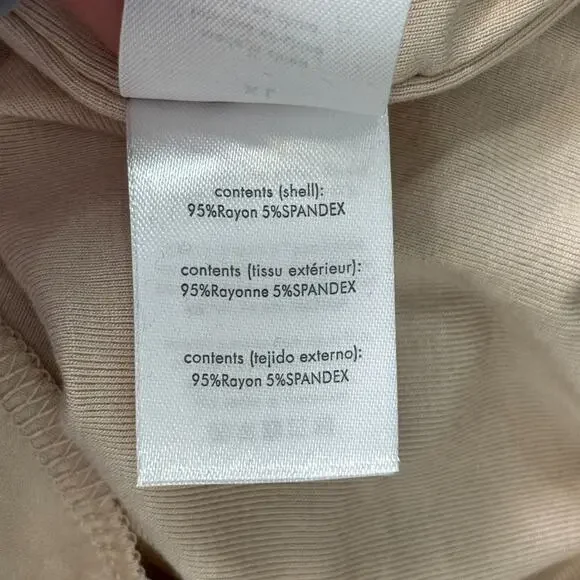 contents (shell):
95%Rayon 5%SPANDEX
contents (tissu extérieur):
95%Rayonne 5%SPANDEX
contents (tejido externo):
95%Rayon 5%SPANDEX